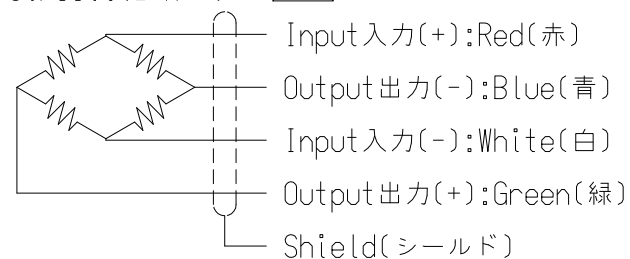 Input入力(+):Red(赤)
Output出力(-):Blue(青)
Input入力(-):White(白)
Output出力(+):Green(緑)
Shield(シールド)